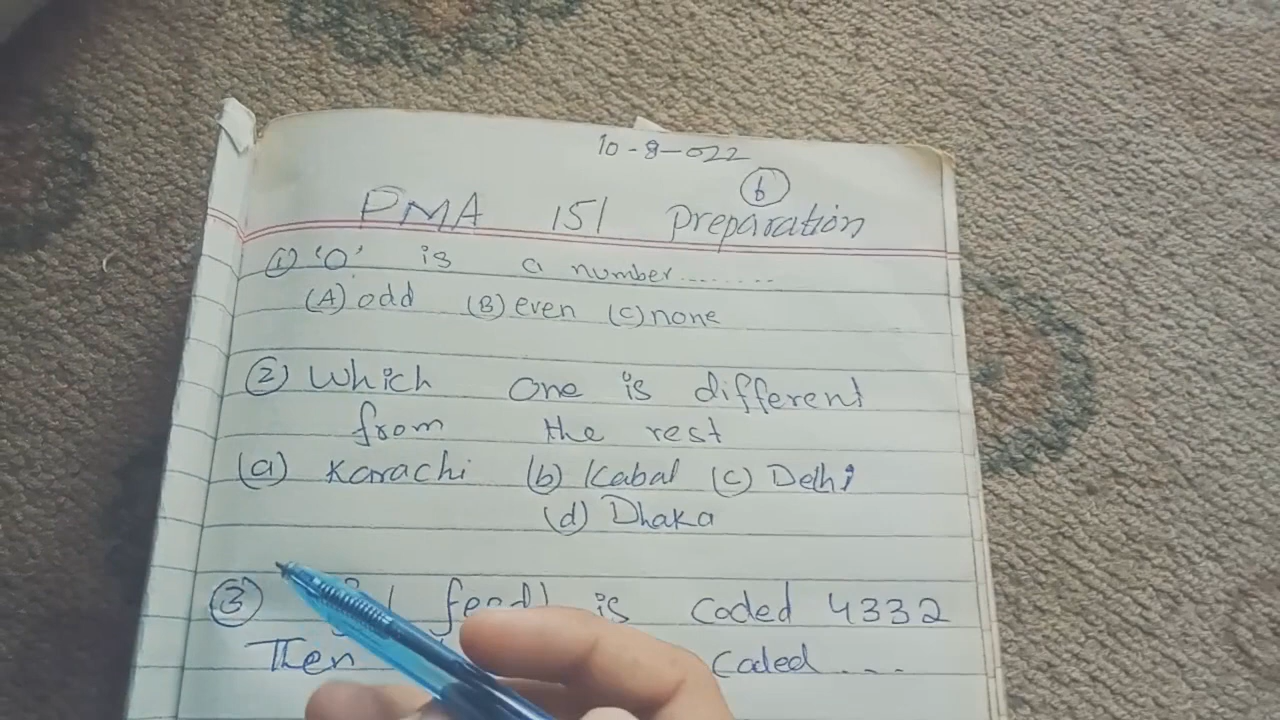 10-8-022
6
PMA 151 Preparation
① 'O' is a number........
(A) odd (B) even (C) none
② Which one is different
from the rest
(a) Karachi (b) Kabal (c) Delhi
(d) Dhaka
③ feed is coded 4332
Then Coded ....